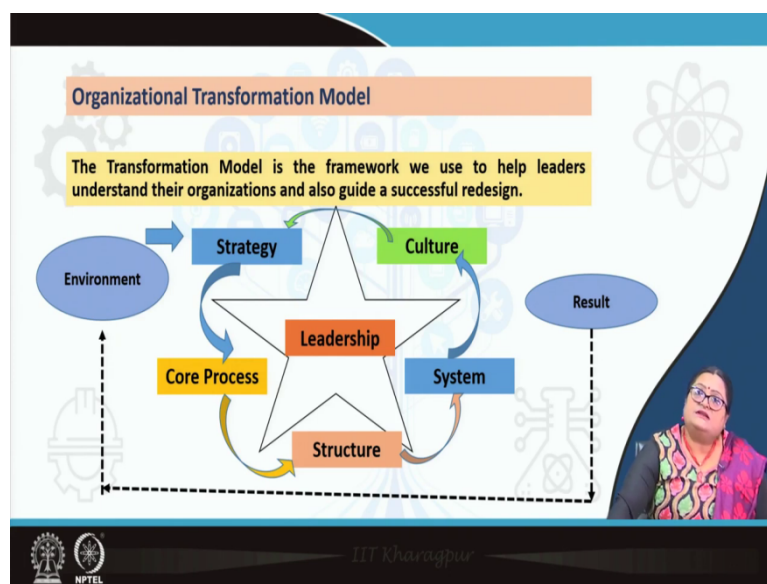 Organizational Transformation Model
The Transformation Model is the framework we use to help leaders
understand their organizations and also guide a successful redesign.
Strategy
Culture
Environment
Result
Leadership
Core Process
System
Structure
IIT Kharagpur
NPTEL